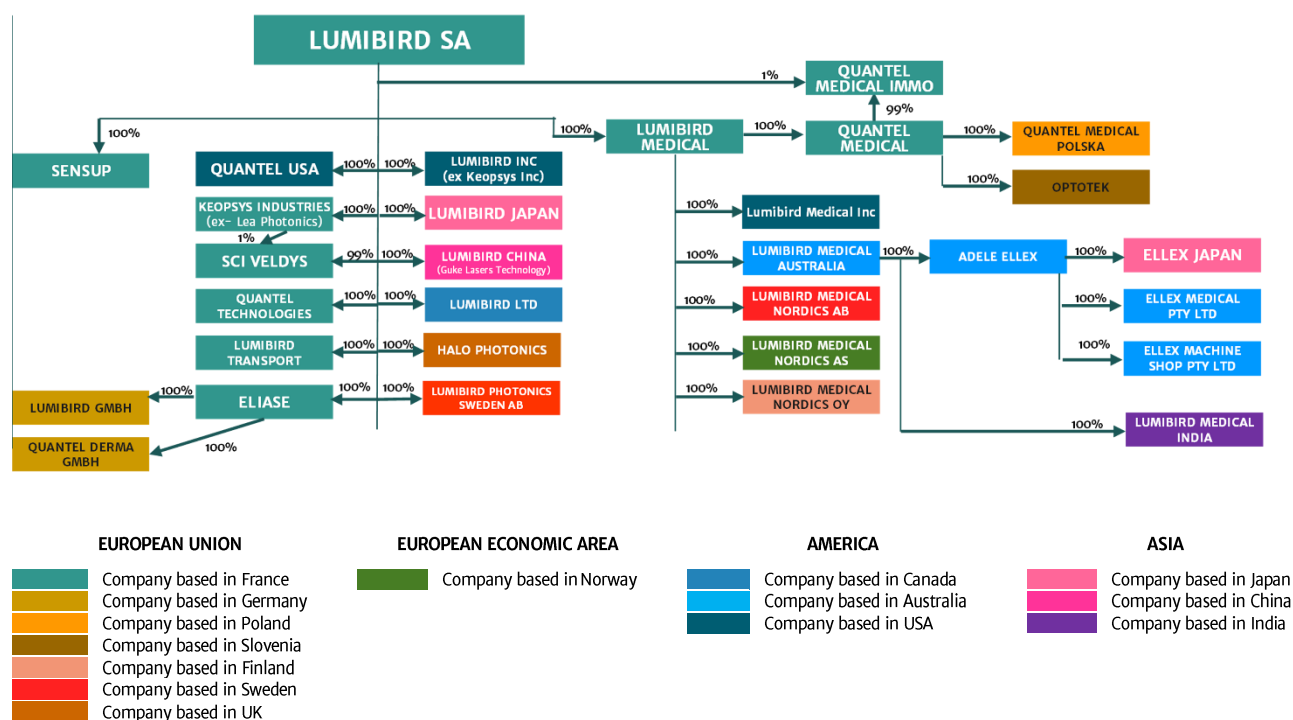 LUMIBIRD SA
1%
QUANTEL
MEDICAL IMMO
99%
100%
100%
LUMIBIRD
MEDICAL
100%
QUANTEL
MEDICAL
100%
QUANTEL MEDICAL
POLSKA
SENSUP
100%
OPTOTEK
QUANTEL USA
100%
100%
LUMIBIRD INC
(ex Keopsys Inc)
KEOPSYS INDUSTRIES
(ex- Lea Photonics)
100%
100%
LUMIBIRD JAPAN
1%
SCI VELDYS
99%
100%
LUMIBIRD CHINA
(Guke Lasers Technology)
QUANTEL
TECHNOLOGIES
100%
100%
LUMIBIRD LTD
LUMIBIRD
TRANSPORT
100%
100%
HALO PHOTONICS
ELIASE
100%
100%
LUMIBIRD PHOTONICS
SWEDEN AB
100%
LUMIBIRD GMBH
100%
QUANTEL DERMA
GMBH
100%
Lumibird Medical Inc
100%
LUMIBIRD MEDICAL
AUSTRALIA
100%
ADELE ELLEX
100%
ELLEX JAPAN
100%
LUMIBIRD MEDICAL
NORDICS AB
100%
ELLEX MEDICAL
PTY LTD
100%
LUMIBIRD MEDICAL
NORDICS AS
100%
ELLEX MACHINE
SHOP PTY LTD
100%
LUMIBIRD MEDICAL
NORDICS OY
100%
LUMIBIRD MEDICAL
INDIA
EUROPEAN UNION
Company based in France
Company based in Germany
Company based in Poland
Company based in Slovenia
Company based in Finland
Company based in Sweden
Company based in UK
EUROPEAN ECONOMIC AREA
Company based in Norway
AMERICA
Company based in Canada
Company based in Australia
Company based in USA
ASIA
Company based in Japan
Company based in China
Company based in India